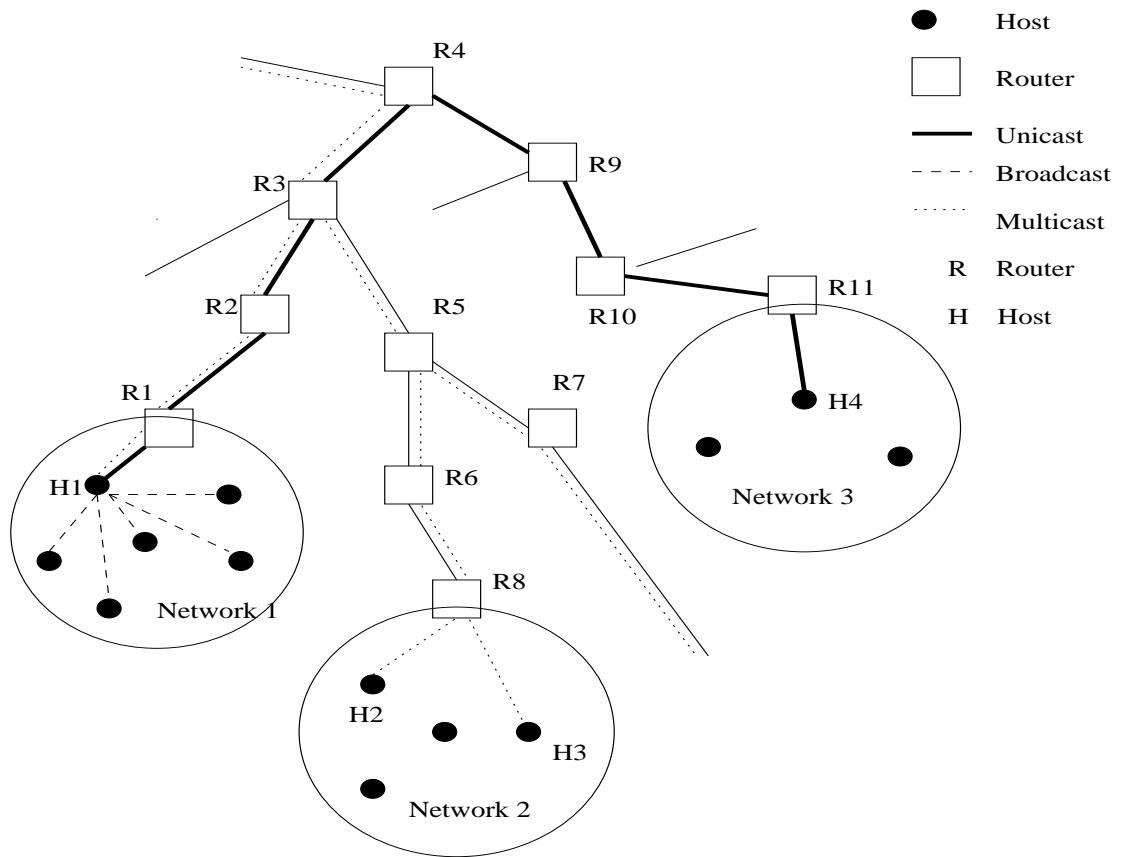 R4
Host
Router
Unicast
Broadcast
Multicast
R Router
H Host
R9
R3
R2
R5
R10
R11
R1
R7
H4
H1
R6
Network 3
R8
Network 1
H2
H3
Network 2